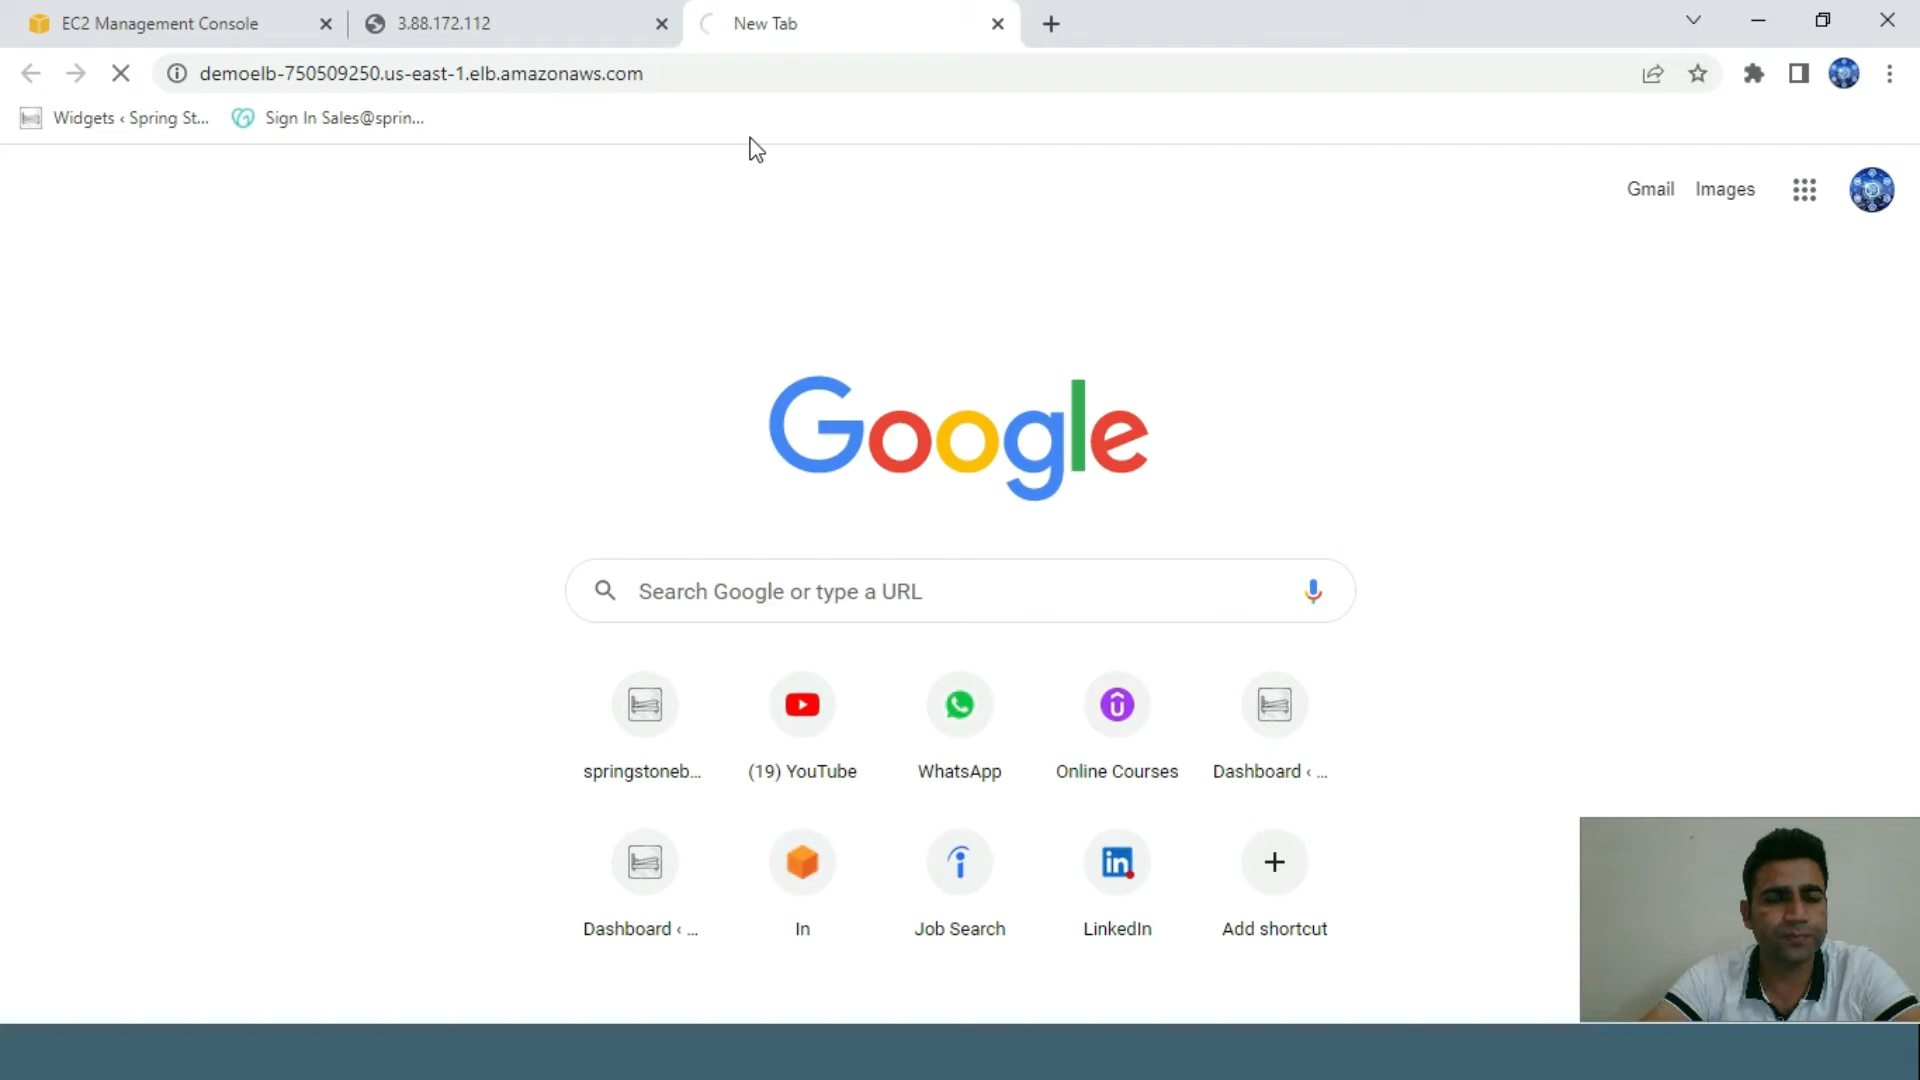 EC2 Management Console
3.88.172.112
New Tab
demoelb-750509250.us-east-1.elb.amazonaws.com
Widgets ‹ Spring St...
Sign In Sales@sprin...
Gmail
Images
Google
Search Google or type a URL
springstoneb...
(19) YouTube
WhatsApp
Online Courses
Dashboard ‹ ...
Dashboard ‹ ...
In
Job Search
LinkedIn
Add shortcut